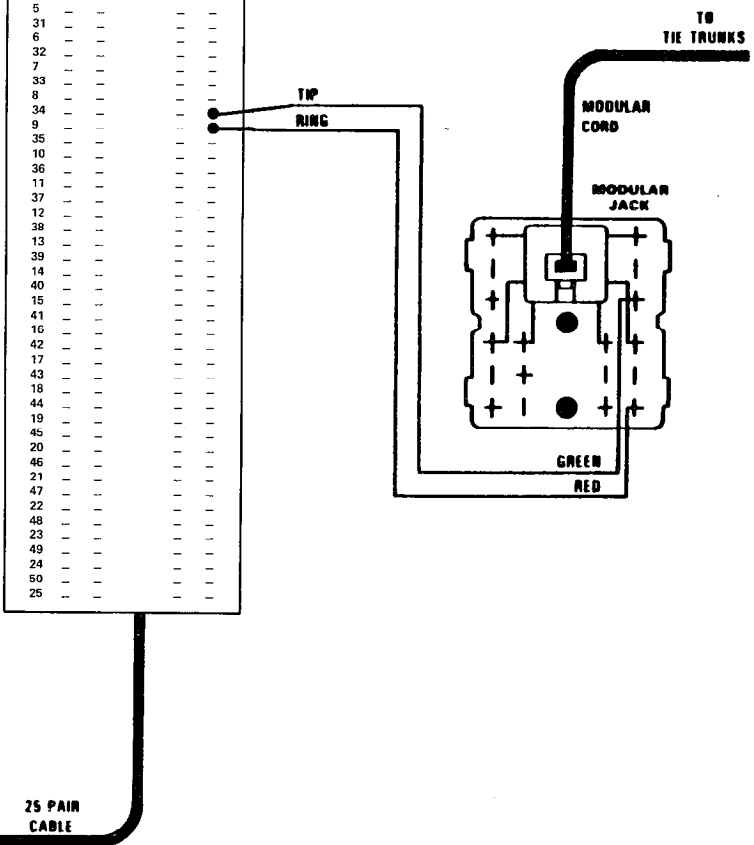 5 _ _ _ _
31 _ _ _ _
6 _ _ _ _
32 _ _ _ _
7 _ _ _ _
33 _ _ _ _
8 _ _ _ _
34 _ _ _
9 _ _ _
35 _ _ _ _
10 _ _ _ _
36 _ _ _ _
11 _ _ _ _
37 _ _ _ _
12 _ _ _ _
38 _ _ _ _
13 _ _ _ _
39 _ _ _ _
14 _ _ _ _
40 _ _ _ _
15 _ _ _ _
41 _ _ _ _
16 _ _ _ _
42 _ _ _ _
17 _ _ _ _
43 _ _ _ _
18 _ _ _ _
44 _ _ _ _
19 _ _ _ _
45 _ _ _ _
20 _ _ _ _
46 _ _ _ _
21 _ _ _ _
47 _ _ _ _
22 _ _ _ _
48 _ _ _ _
23 _ _ _ _
49 _ _ _ _
24 _ _ _ _
50 _ _ _ _
25 _ _ _ _
TIP
RING
TO
TIE TRUNKS
MODULAR
CORD
MODULAR
JACK
GREEN
RED
25 PAIR
CABLE